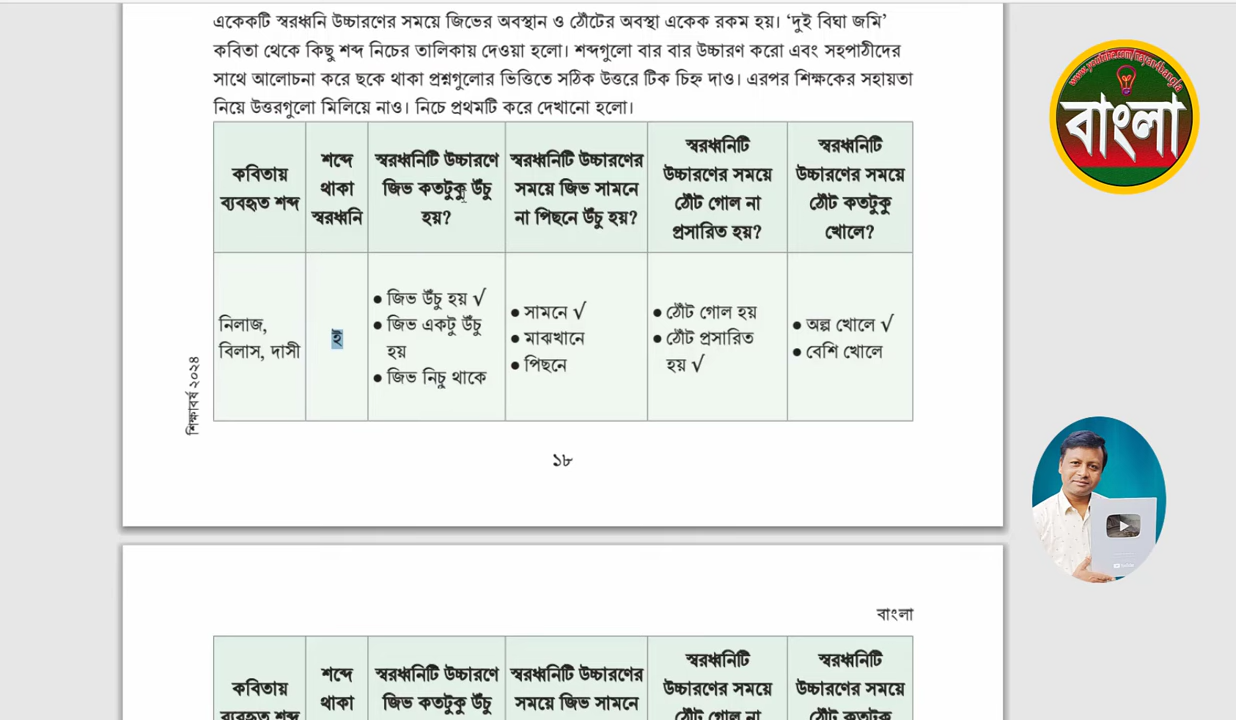 একেকটি স্বরধ্বনি উচ্চারণের সময়ে জিভের অবস্থান ও ঠোঁটের অবস্থা একেক রকম হয়। ‘দুই বিঘা জমি’
কবিতা থেকে কিছু শব্দ নিচের তালিকায় দেওয়া হলো। শব্দগুলো বার বার উচ্চারণ করো এবং সহপাঠীদের
সাথে আলোচনা করে ছকে থাকা প্রশ্নগুলোর ভিত্তিতে সঠিক উত্তরে টিক চিহ্ন দাও। এরপর শিক্ষকের সহায়তা
নিয়ে উত্তরগুলো মিলিয়ে নাও। নিচে প্রথমটি করে দেখানো হলো।
কবিতায়
ব্যবহৃত শব্দ
শব্দে
থাকা
স্বরধ্বনি
স্বরধ্বনিটি উচ্চারণে
জিভ কতটুকু উঁচু
হয়?
স্বরধ্বনিটি উচ্চারণের
সময়ে জিভ সামনে
না পিছনে উঁচু হয়?
স্বরধ্বনিটি
উচ্চারণের সময়ে
ঠোঁট গোল না
প্রসারিত হয়?
স্বরধ্বনিটি
উচ্চারণের সময়ে
ঠোঁট কতটুকু
খোলে?
নিলাজ,
বিলাস, দাসী
ই
● জিভ উঁচু হয় √
● জিভ একটু উঁচু
হয়
● জিভ নিচু থাকে
● সামনে √
● মাঝখানে
● পিছনে
● ঠোঁট গোল হয়
● ঠোঁট প্রসারিত
হয় √
● অল্প খোলে √
● বেশি খোলে
শিক্ষাবর্ষ ২০২৪
১৮
বাংলা
কবিতায়
ব্যবহৃত শব্দ
শব্দে
থাকা
স্বরধ্বনিটি উচ্চারণে
জিভ কতটুকু উঁচু
স্বরধ্বনিটি উচ্চারণের
সময়ে জিভ সামনে
স্বরধ্বনিটি
উচ্চারণের সময়ে
ঠোঁট গোল না
স্বরধ্বনিটি
উচ্চারণের সময়ে
ঠোঁট কতটুকু
বাংলা